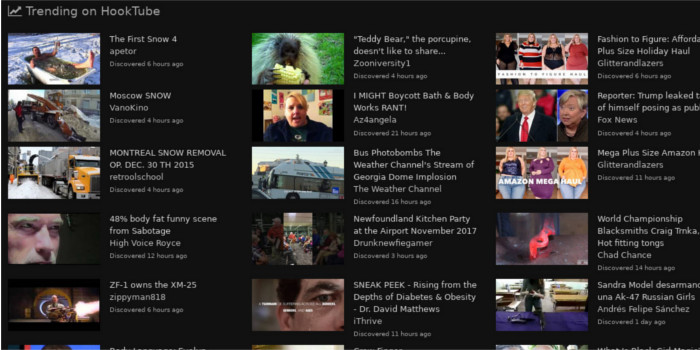 Trending on HookTube
The First Snow 4
apetor
Discovered 6 hours ago
"Teddy Bear," the porcupine,
doesn't like to share...
Zooniversity1
Discovered 4 hours ago
FASHION TO FIGURE HAUL
Fashion to Figure: Afforda
Plus Size Holiday Haul
Glitterandlazers
Discovered 6 hours ago
Moscow SNOW
VanoKino
Discovered 4 hours ago
I MIGHT Boycott Bath & Body
Works RANT!
Az4angela
Discovered 21 hours ago
Reporter: Trump leaked t
of himself posing as pub
Fox News
Discovered 4 hours ago
MONTREAL SNOW REMOVAL
OP. DEC. 30 TH 2015
retroolschool
Discovered 4 hours ago
Bus Photobombs The
Weather Channel's Stream of
Georgia Dome Implosion
The Weather Channel
Discovered 16 hours ago
AMAZON MEGA HAUL
Mega Plus Size Amazon H
Glitterandlazers
Discovered 11 hours ago
48% body fat funny scene
from Sabotage
High Voice Royce
Discovered 12 hours ago
Newfoundland Kitchen Party
at the Airport November 2017
Drunknewfiegamer
Discovered 3 hours ago
World Championship
Blacksmiths Craig Trnka,
Hot fitting tongs
Chad Chance
Discovered 14 hours ago
ZF-1 owns the XM-25
zippyman818
Discovered 6 hours ago
SNEAK PEEK - Rising from the
Depths of Diabetes & Obesity
- Dr. David Matthews
iThrive
Discovered 11 hours ago
Sandra Model desarmand
una Ak-47 Russian Girls
Andrés Felipe Sánchez
Discovered 1 day ago